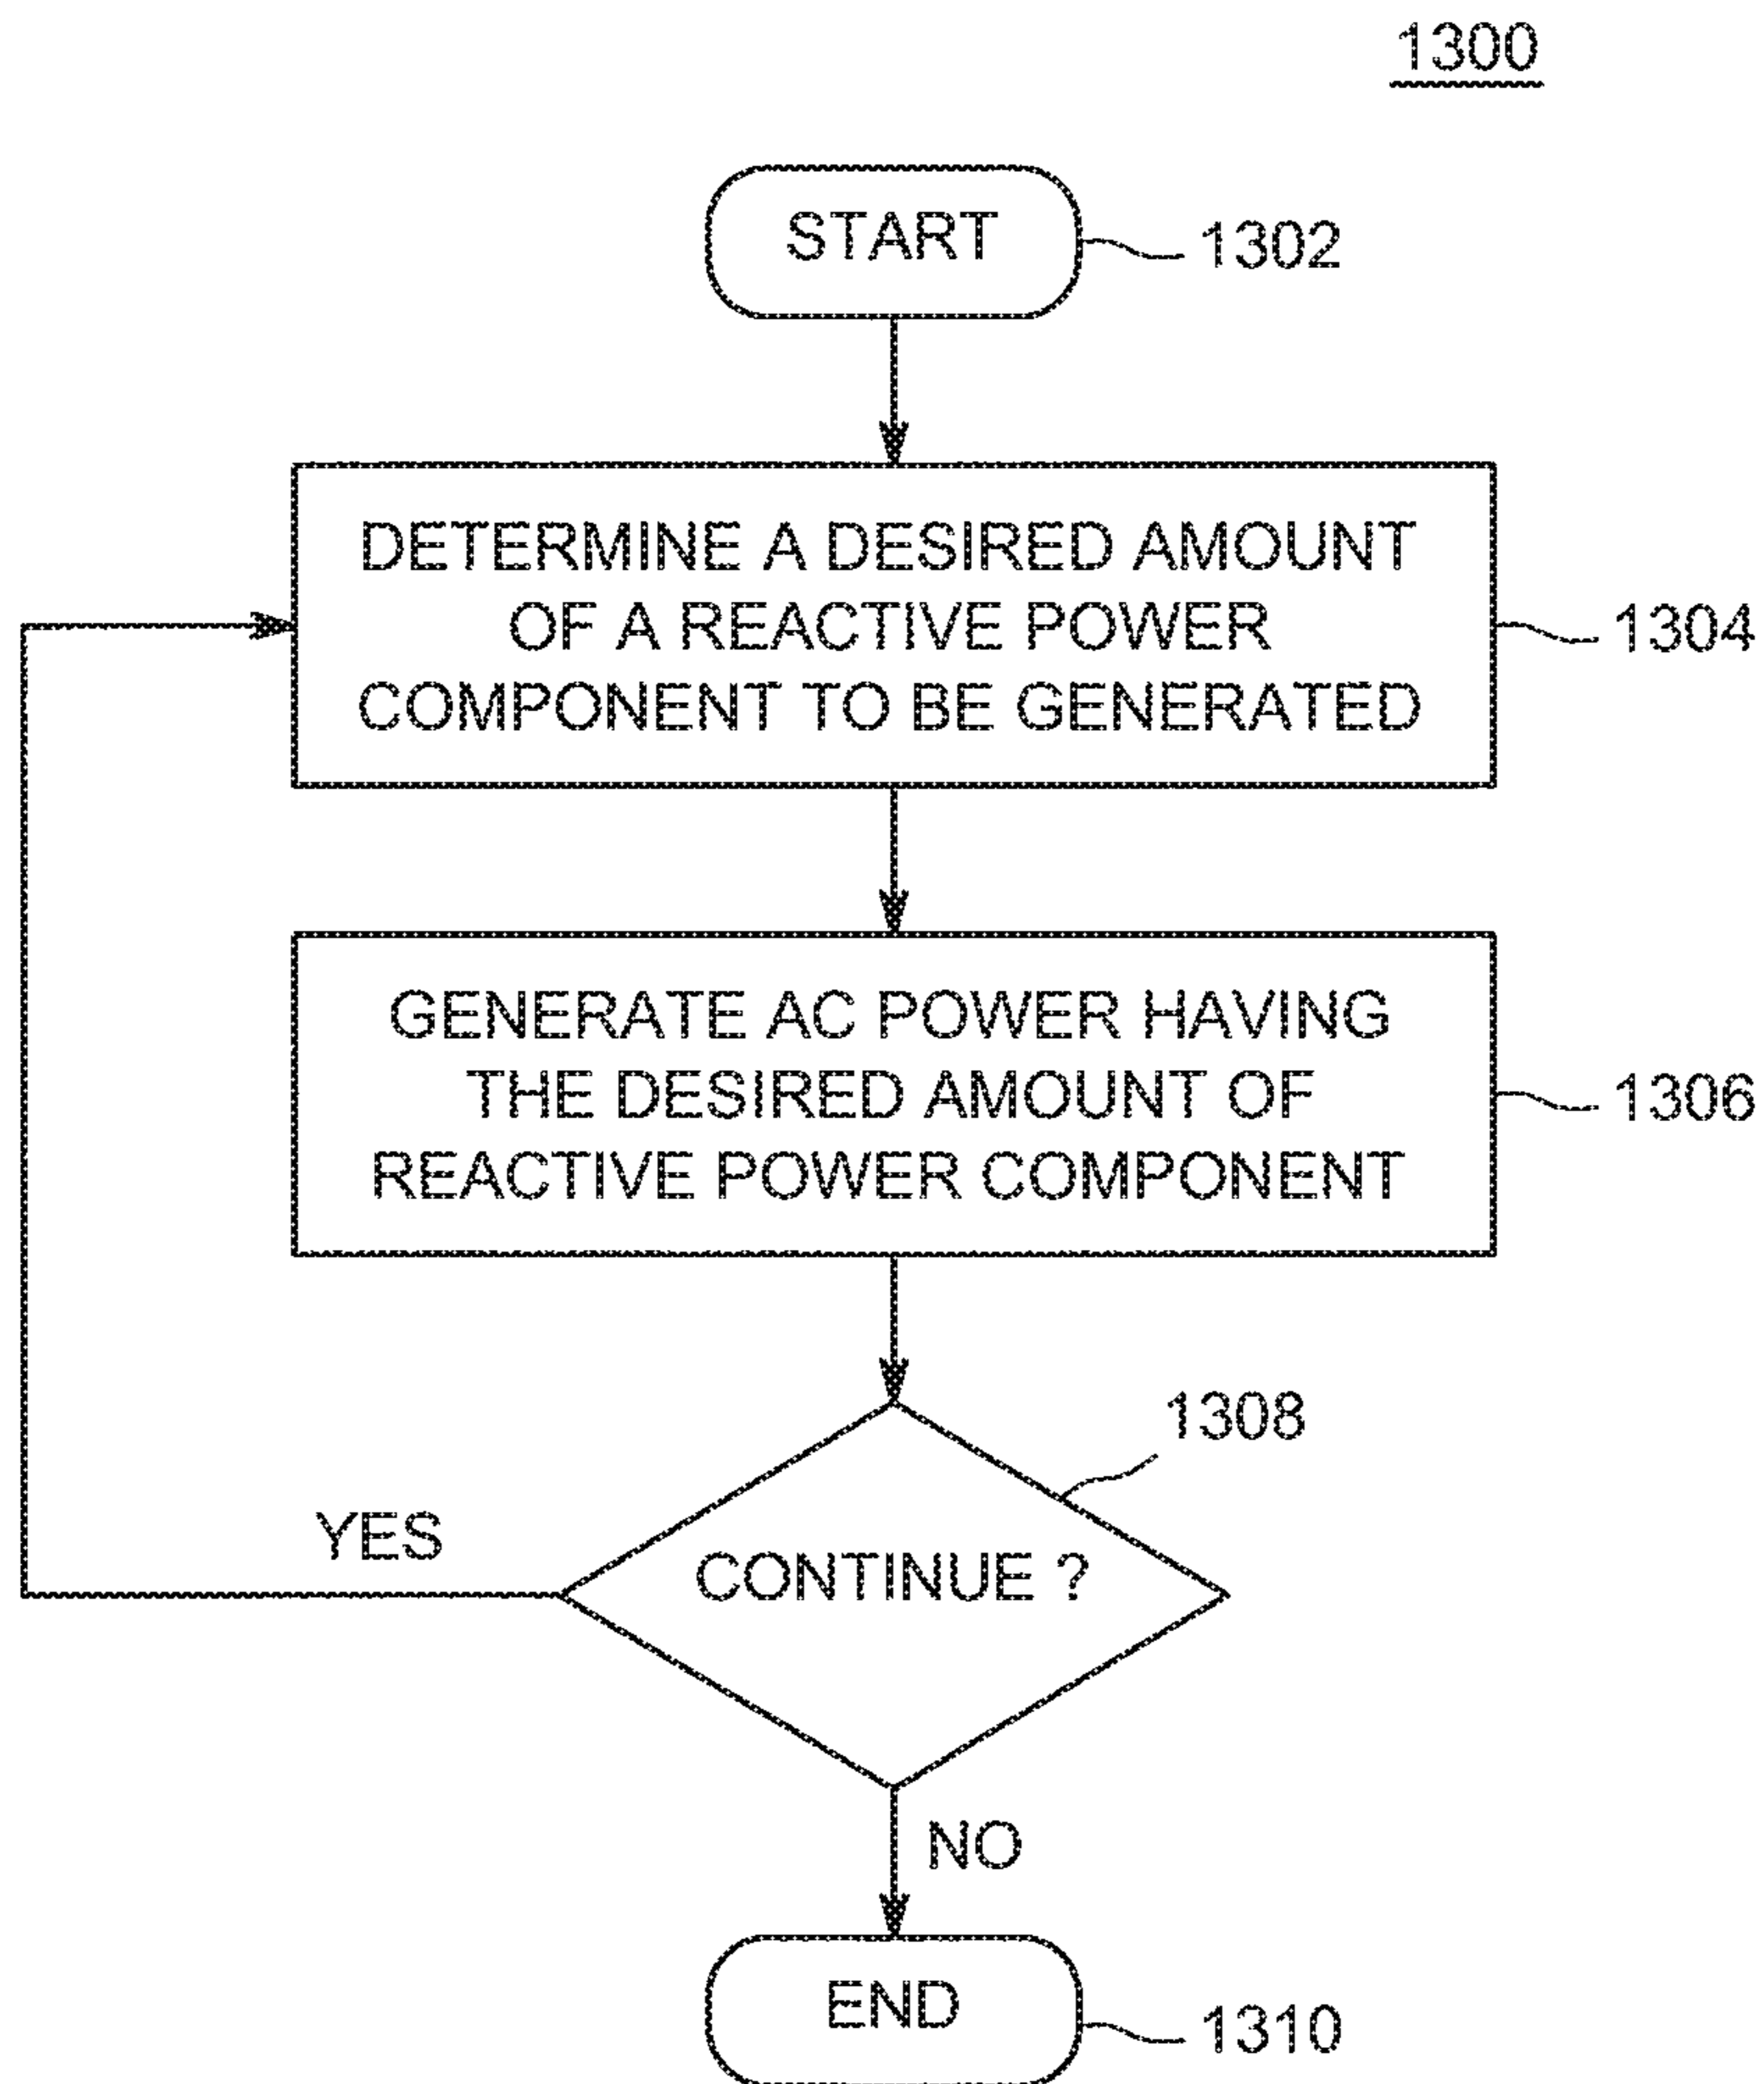 1300
START
1302
DETERMINE A DESIRED AMOUNT
OF A REACTIVE POWER
COMPONENT TO BE GENERATED
1304
GENERATE AC POWER HAVING
THE DESIRED AMOUNT OF
REACTIVE POWER COMPONENT
1306
1308
CONTINUE ?
YES
NO
END
1310